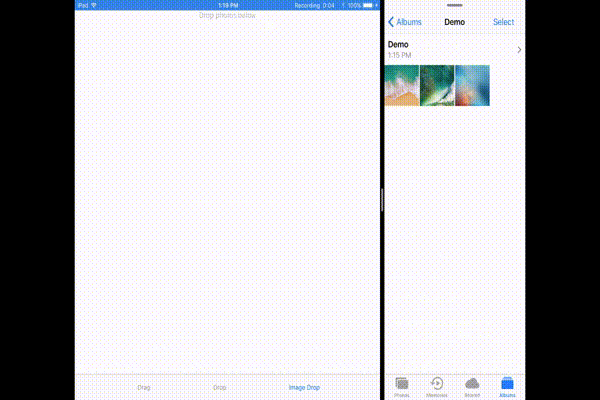 iPad 1:19 PM Recording 0:04 100%
Drop photos below
Drag Drop Image Drop
Albums Demo Select
Demo
1:15 PM
Photos Memories Shared Albums